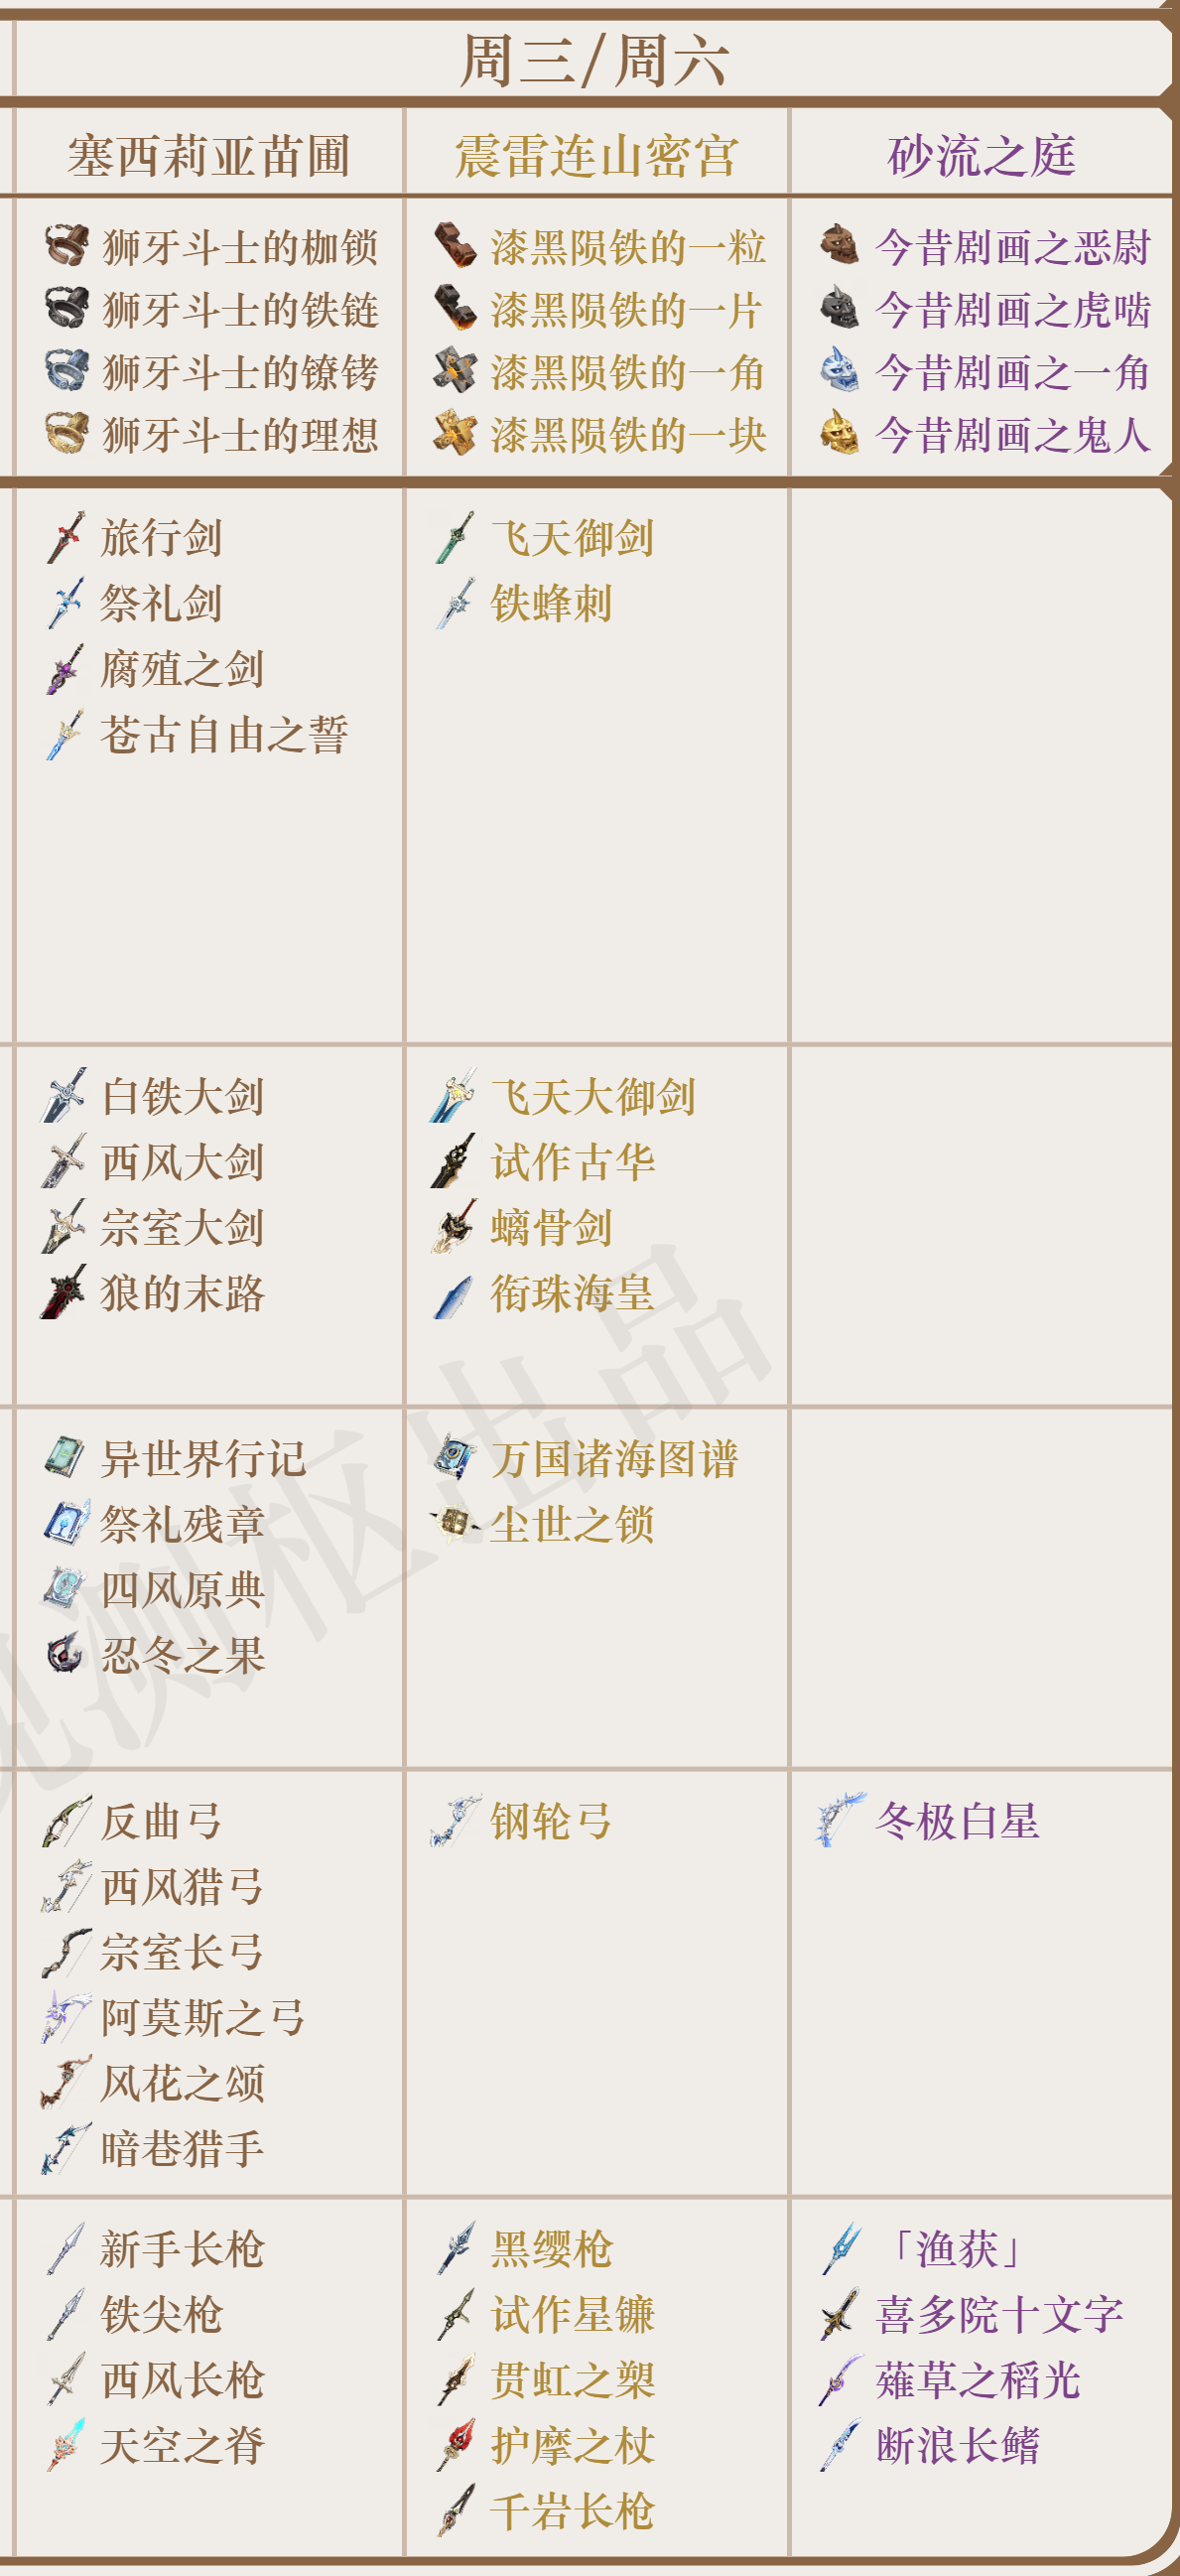 周三/周六
塞西莉亚苗圃 震雷连山密宫 砂流之庭
狮牙斗士的枷锁 漆黑陨铁的一粒 今昔剧画之恶尉
狮牙斗士的铁链 漆黑陨铁的一片 今昔剧画之虎啮
狮牙斗士的镣铐 漆黑陨铁的一角 今昔剧画之一角
狮牙斗士的理想 漆黑陨铁的一块 今昔剧画之鬼人
旅行剑 飞天御剑
祭礼剑 铁蜂刺
腐殖之剑
苍古自由之誓
白铁大剑 飞天大御剑
西风大剑 试作古华
宗室大剑 螭骨剑
狼的末路 衔珠海皇
异世界行记 万国诸海图谱
祭礼残章 尘世之锁
四风原典
忍冬之果
反曲弓 钢轮弓 冬极白星
西风猎弓
宗室长弓
阿莫斯之弓
风花之颂
暗巷猎手
新手长枪 黑缨枪 「渔获」
铁尖枪 试作星镰 喜多院十文字
西风长枪 贯虹之槊 薙草之稻光
天空之脊 护摩之杖 断浪长鳍
千岩长枪
观测枢出品